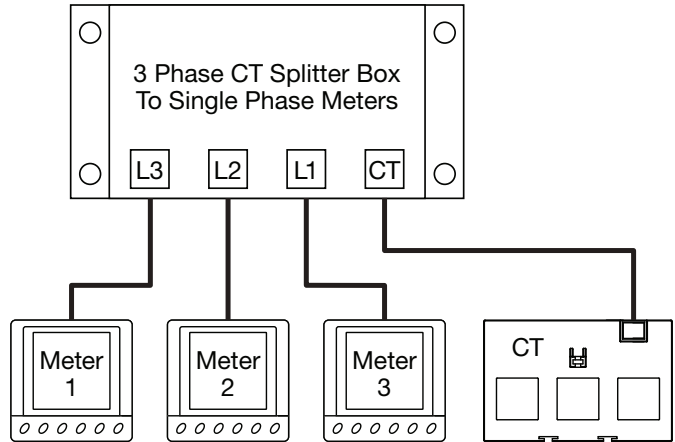 3 Phase CT Splitter Box
To Single Phase Meters
L3 L2 L1 CT
Meter
1
Meter
2
Meter
3
CT